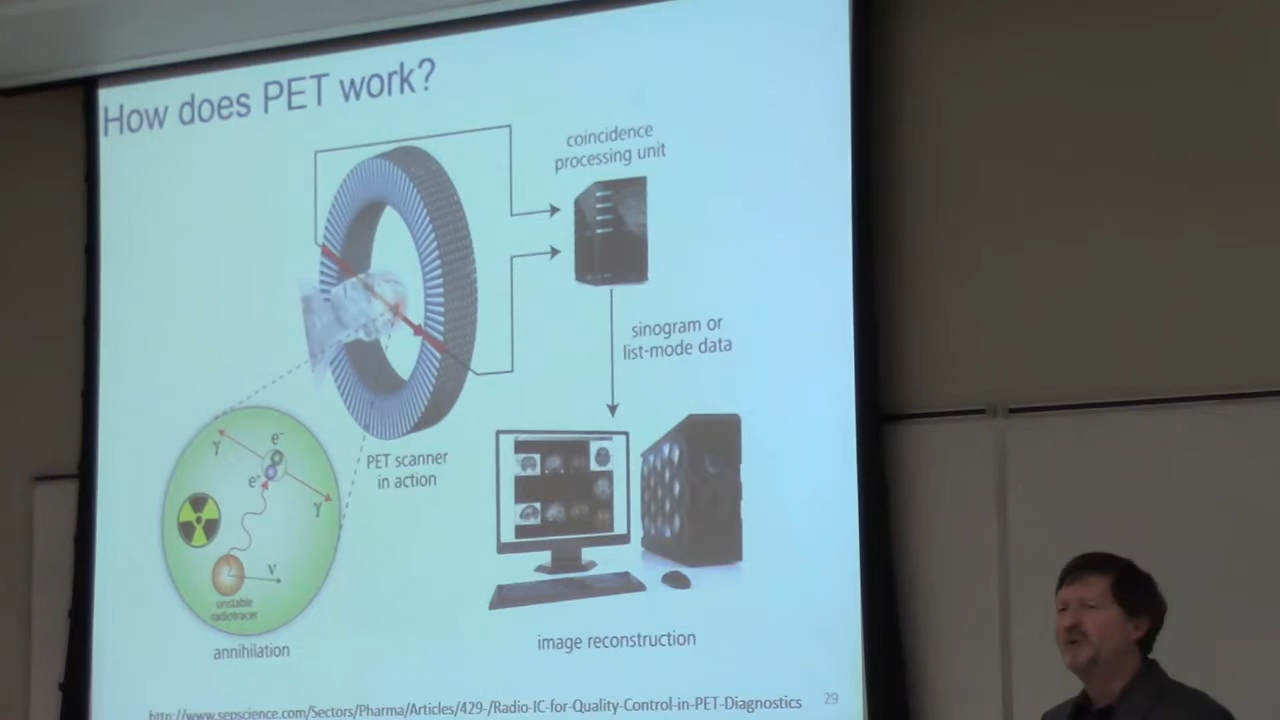 How does PET work?
coincidence
processing unit
sinogram or
list-mode data
PET scanner
in action
γ
e⁻
e⁺
γ
ν
unstable
radiotracer
annihilation
image reconstruction
http://www.sepscience.com/Sectors/Pharma/Articles/429-/Radio-IC-for-Quality-Control-in-PET-Diagnostics
29